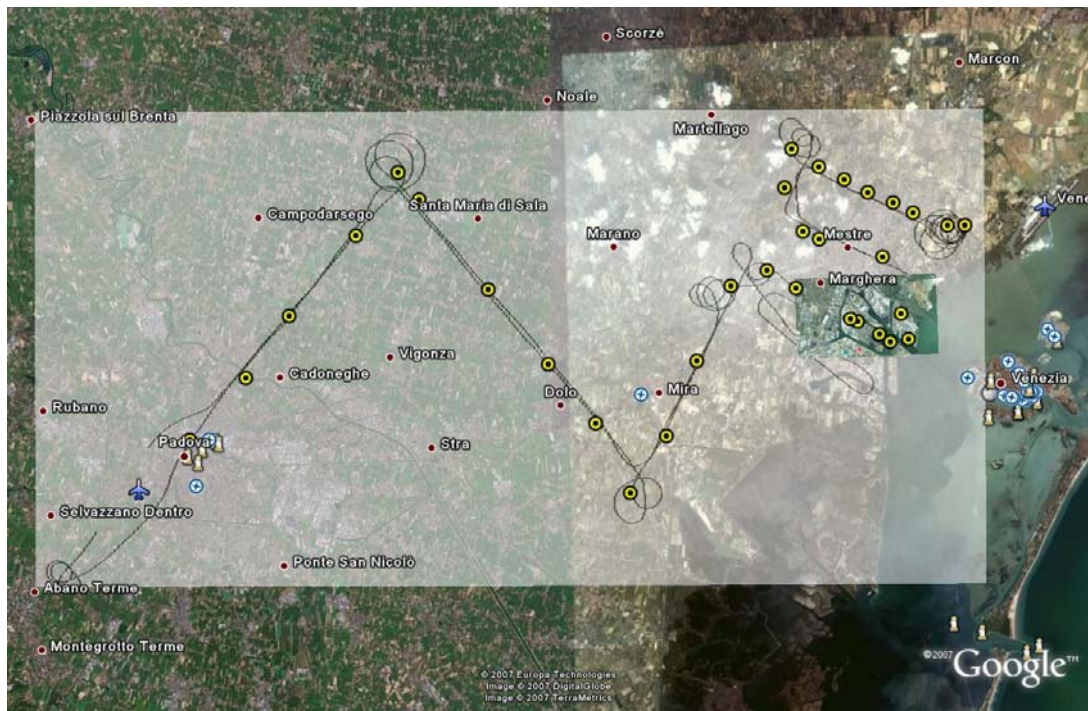 Scorzè
Marcon
Noale
Piazzola sul Brenta
Martellago
Vene
Santa Maria di Sala
Campodarsego
Marano
Mestre
Marghera
Vigonza
Cadoneghe
Venezia
Mira
Dolo
Rubano
Padova
Stra
Selvazzano Dentro
Ponte San Nicolò
Abano Terme
Montegrotto Terme
©2007 Google™
© 2007 Europa Technologies
Image © 2007 DigitalGlobe
Image © 2007 TerraMetrics